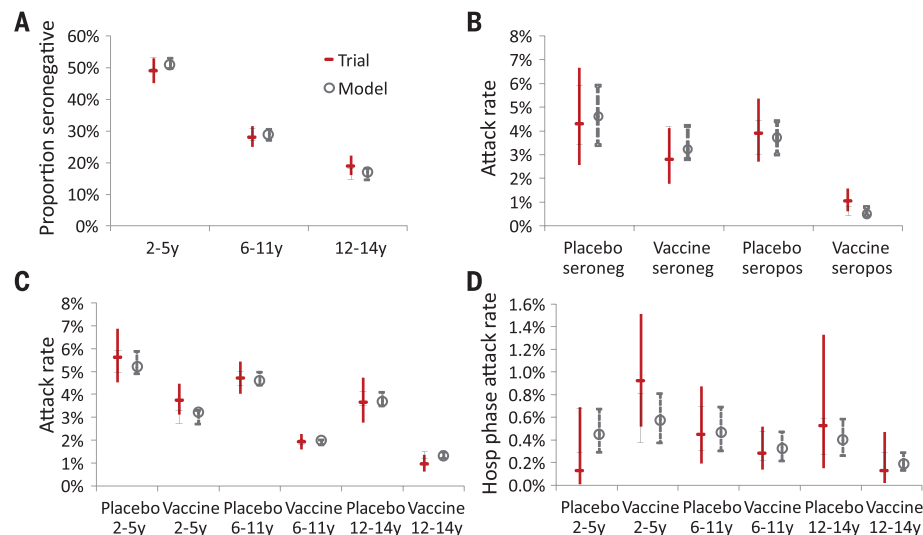 A
Proportion seronegative
60%
50%
40%
30%
20%
10%
0%
Trial
Model
2-5y 6-11y 12-14y
B
Attack rate
8%
7%
6%
5%
4%
3%
2%
1%
0%
Placebo Vaccine Placebo Vaccine
seroneg seroneg seropos seropos
C
Attack rate
8%
7%
6%
5%
4%
3%
2%
1%
0%
Placebo Vaccine Placebo Vaccine Placebo Vaccine
2-5y 2-5y 6-11y 6-11y 12-14y 12-14y
D
Hosp phase attack rate
1.6%
1.4%
1.2%
1.0%
0.8%
0.6%
0.4%
0.2%
0.0%
Placebo Vaccine Placebo Vaccine Placebo Vaccine
2-5y 2-5y 6-11y 6-11y 12-14y 12-14y